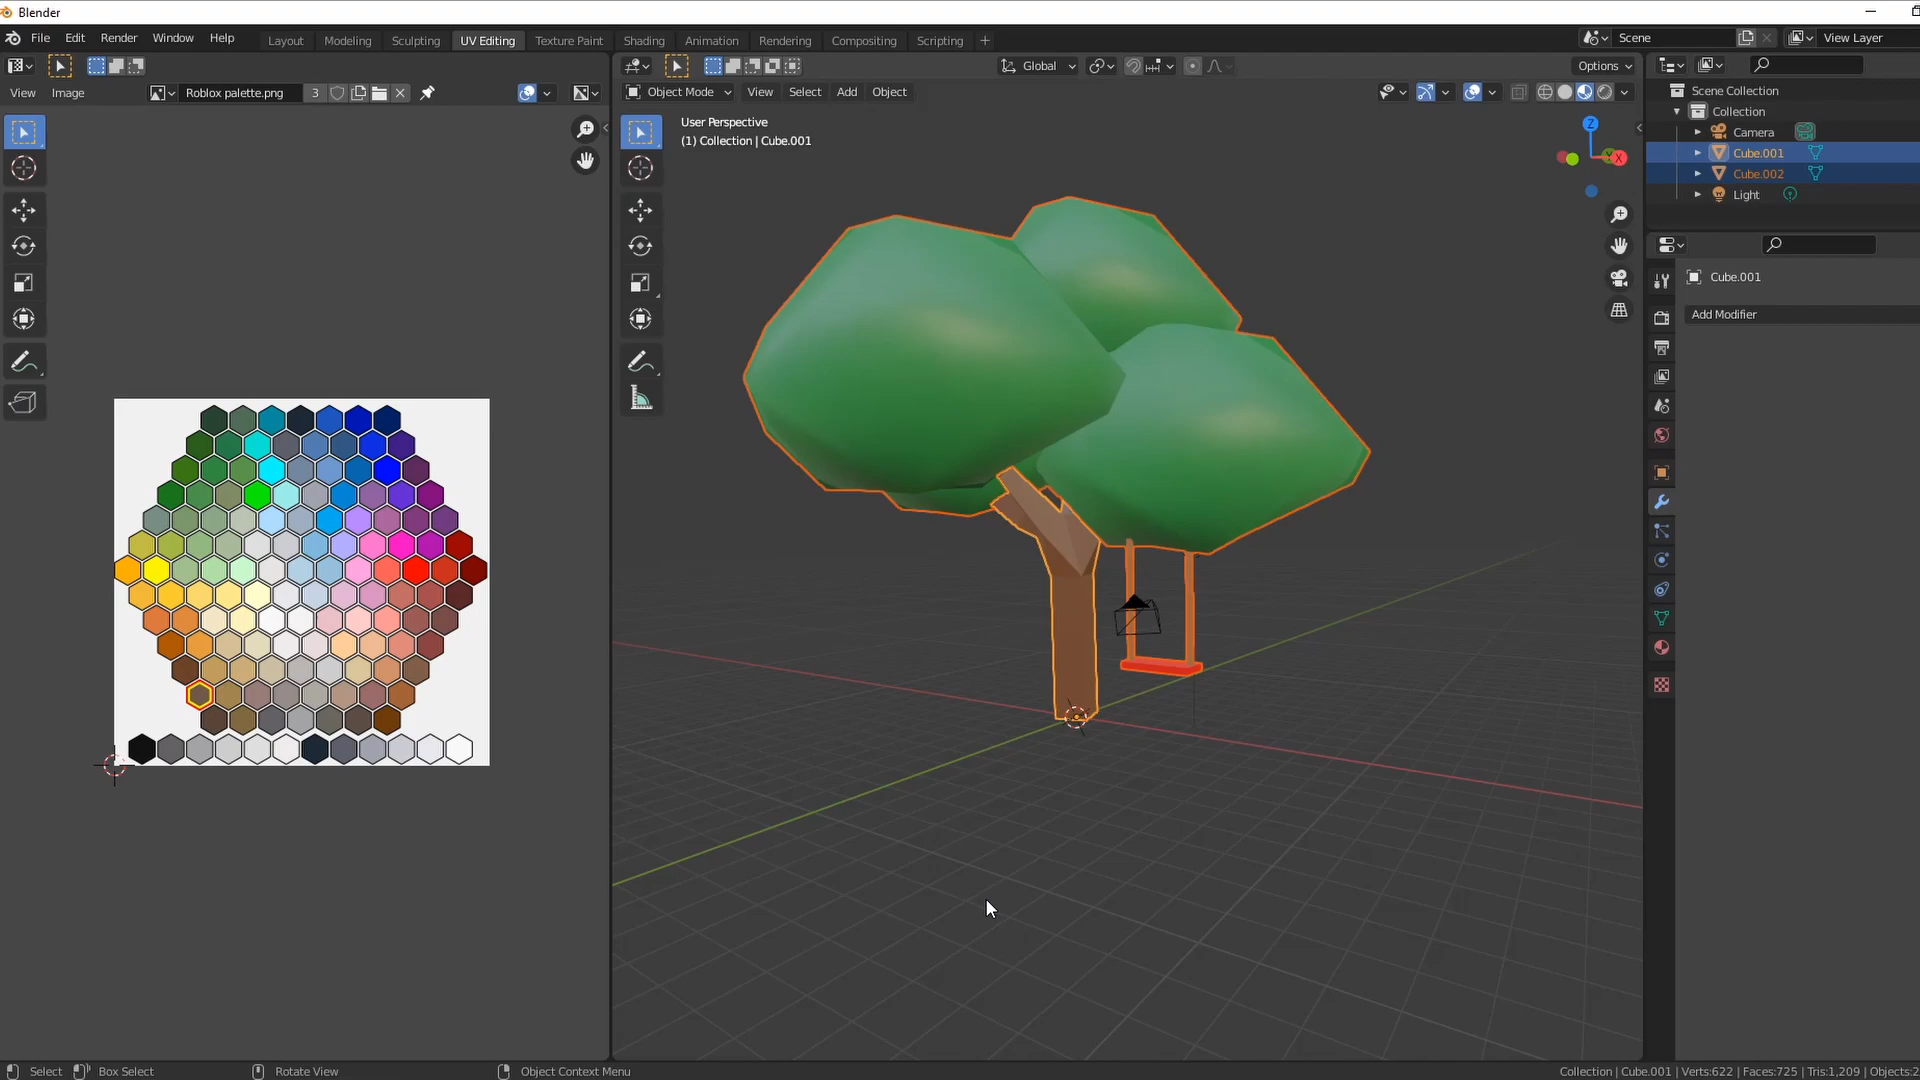 Blender
File Edit Render Window Help
Layout Modeling Sculpting UV Editing Texture Paint Shading Animation Rendering Compositing Scripting +
Scene
View Layer
Global
Options
View Image
Roblox palette.png 3
Object Mode View Select Add Object
User Perspective
(1) Collection | Cube.001
Z
X
Scene Collection
Collection
Camera
Cube.001
Cube.002
Light
Cube.001
Add Modifier
Select Box Select Rotate View Object Context Menu
Collection | Cube.001 | Verts:622 | Faces:725 | Tris:1,209 | Objects:2